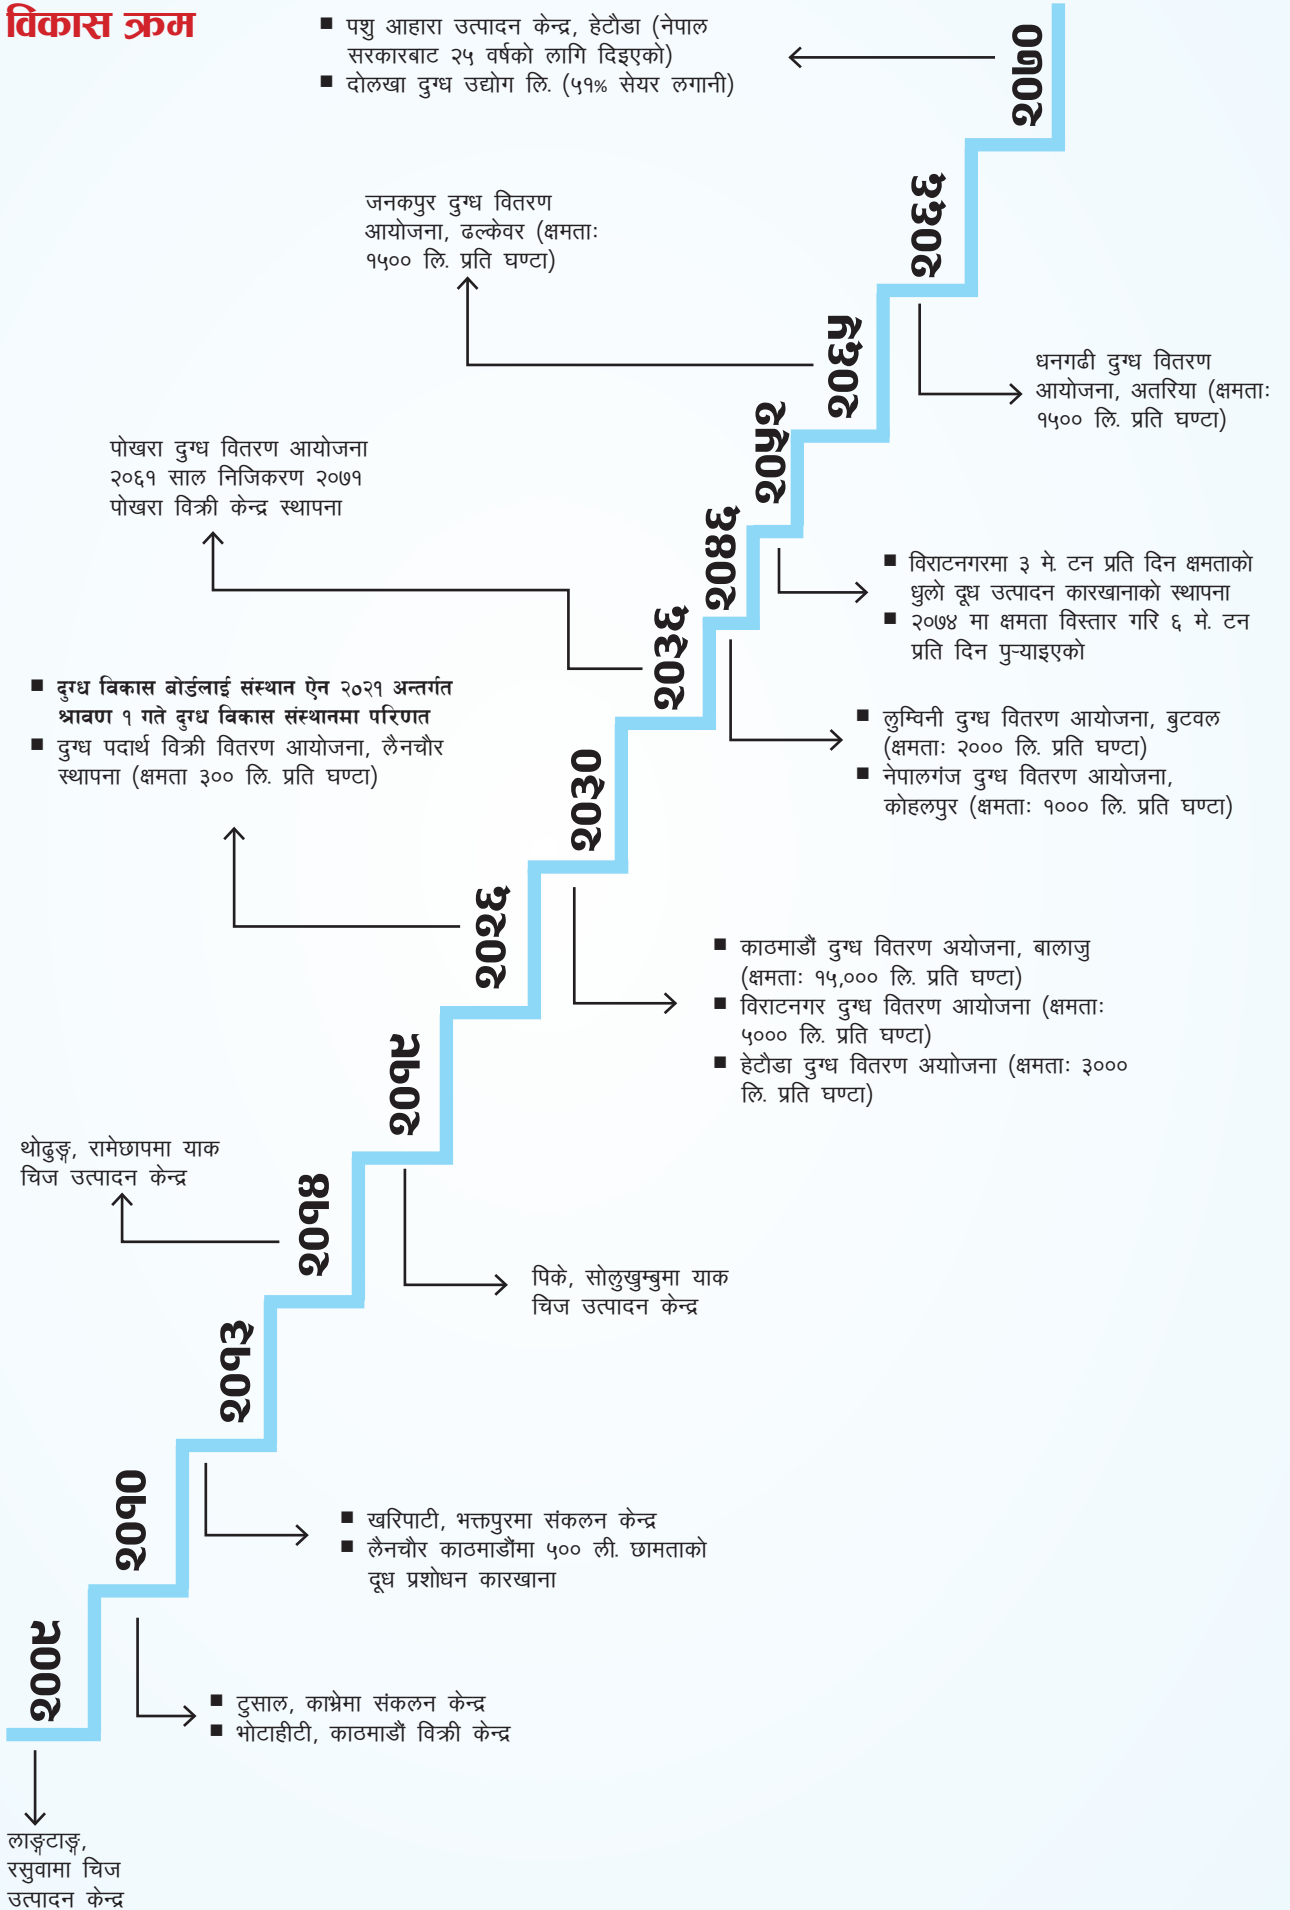 विकास क्रम
■ पशु आहारा उत्पादन केन्द्र, हेटौडा (नेपाल
सरकारबाट २५ वर्षको लागि दिइएको)
■ दोलखा दुग्ध उद्योग लि. (५१% सेयर लगानी)
२०७०
२०६६
जनकपुर दुग्ध वितरण
आयोजना, ढल्केवर (क्षमताः
१५०० लि. प्रति घण्टा)
२०६५
धनगढी दुग्ध वितरण
आयोजना, अतरिया (क्षमताः
१५०० लि. प्रति घण्टा)
२०५२
पोखरा दुग्ध वितरण आयोजना
२०६१ साल निजिकरण २०७१
पोखरा विक्री केन्द्र स्थापना
२०४६
■ विराटनगरमा ३ मे. टन प्रति दिन क्षमताको
धुलो दूध उत्पादन कारखानाको स्थापना
■ २०७४ मा क्षमता विस्तार गरि ६ मे. टन
प्रति दिन पुऱ्याइएको
२०३६
■ दुग्ध विकास बोर्डलाई संस्थान ऐन २०२१ अन्तर्गत
श्रावण १ गते दुग्ध विकास संस्थानमा परिणत
■ दुग्ध पदार्थ विक्री वितरण आयोजना, लैनचौर
स्थापना (क्षमता ३०० लि. प्रति घण्टा)
■ लुम्विनी दुग्ध वितरण आयोजना, बुटवल
(क्षमताः २००० लि. प्रति घण्टा)
■ नेपालगंज दुग्ध वितरण आयोजना,
कोहलपुर (क्षमताः १००० लि. प्रति घण्टा)
२०३०
२०२६
■ काठमाडौं दुग्ध वितरण अयोजना, बालाजु
(क्षमताः १५,००० लि. प्रति घण्टा)
■ विराटनगर दुग्ध वितरण आयोजना (क्षमताः
५००० लि. प्रति घण्टा)
■ हेटौडा दुग्ध वितरण अयाोजना (क्षमताः ३०००
लि. प्रति घण्टा)
२०१९
थोढुङ्ग, रामेछापमा याक
चिज उत्पादन केन्द्र
२०१४
पिके, सोलुखुम्बुमा याक
चिज उत्पादन केन्द्र
२०१३
२०१०
■ खरिपाटी, भक्तपुरमा संकलन केन्द्र
■ लैनचौर काठमाडौंमा ५०० ली. छामताको
दूध प्रशोधन कारखाना
२००९
■ टुसाल, काभ्रेमा संकलन केन्द्र
■ भोटाहीटी, काठमाडौं विक्री केन्द्र
लाङ्गटाङ्ग,
रसुवामा चिज
उत्पादन केन्द्र